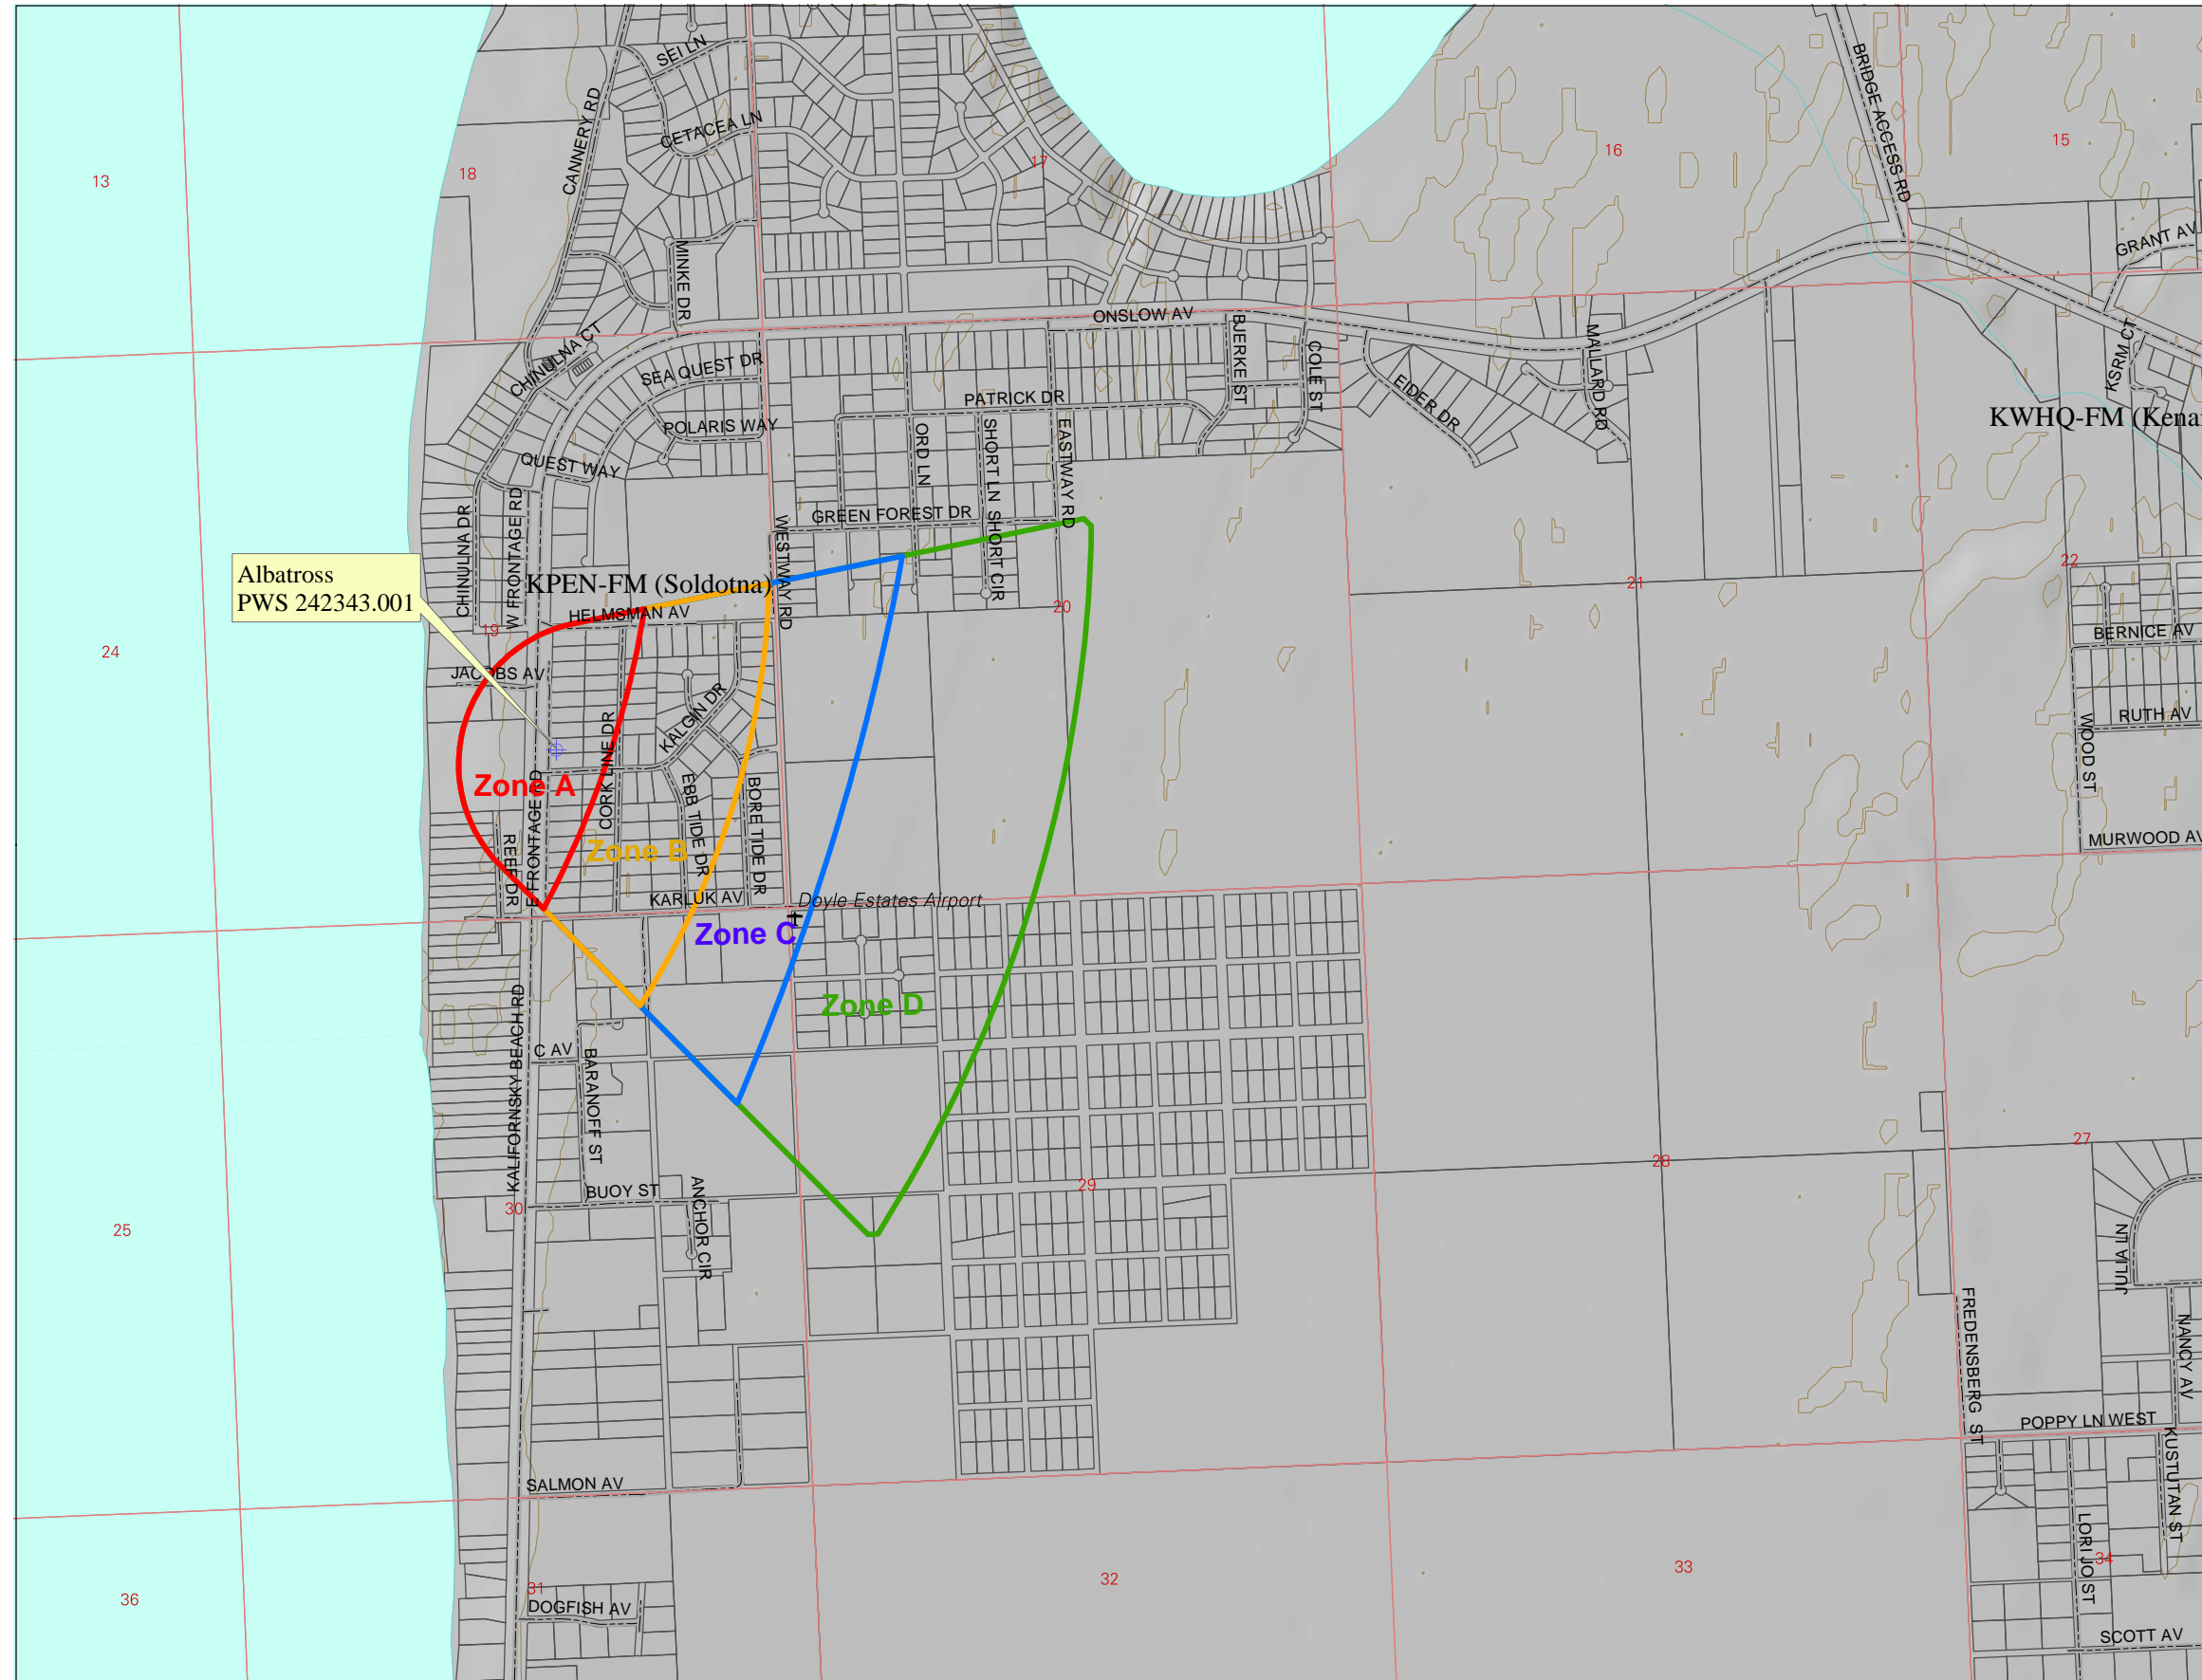 SEI LN
CANNERY RD
CETACEA LN
BRIDGE ACCESS RD
13
18
17
16
15
MINKE DR
GRANT AV
ONSLOW AV
CHINULNA CT
SEA QUEST DR
BJERKE ST
COLE ST
MALLARD RD
KSRM CT
EIDER DR
PATRICK DR
POLARIS WAY
ORD LN
SHORT LN
EASTWAY RD
KWHQ-FM (Kenai
QUEST WAY
CHINULNA DR
W FRONTAGE RD
GREEN FOREST DR
WESTWAY RD
SHORT CIR
Albatross
PWS 242343.001
KPEN-FM (Soldotna)
HELMSMAN AV
19
20
21
22
24
BERNICE AV
JACOBS AV
KALGIN DR
CORK LINE DR
RUTH AV
WOOD ST
Zone A
E FRONTAGE RD
EBB TIDE DR
BORE TIDE DR
REEF DR
Zone B
MURWOOD AV
KARLUK AV
Doyle Estates Airport
Zone C
Zone D
KALIFORNSKY BEACH RD
C AV
BARANOFF ST
BUOY ST
ANCHOR CIR
30
29
28
27
25
JULIA LN
FREDENSBERG ST
NANCY AV
POPPY LN WEST
KUSTUTAN ST
SALMON AV
LORI JO ST
31
32
33
34
36
DOGFISH AV
SCOTT AV